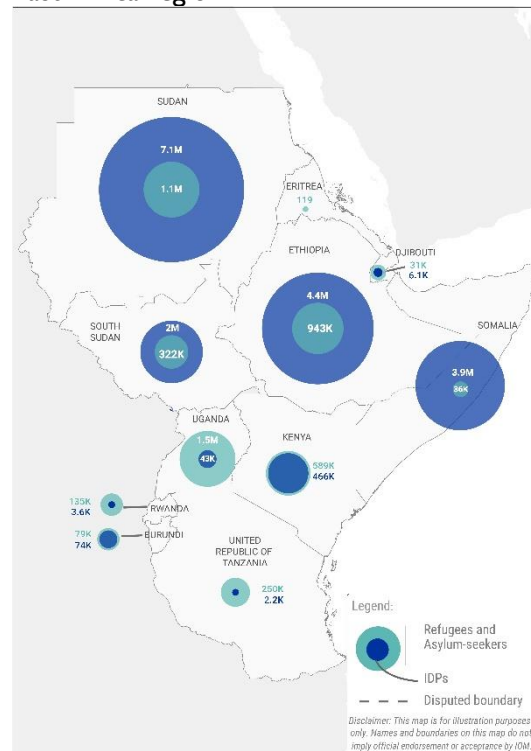 SUDAN
7.1M
1.1M
ERITREA
119
ETHIOPIA
DJIBOUTI
31K
6.1K
4.4M
943K
SOUTH
SUDAN
2M
322K
SOMALIA
3.9M
36K
UGANDA
1.5M
43K
KENYA
589K
466K
135K
3.6K
RWANDA
79K
74K
BURUNDI
UNITED
REPUBLIC OF
TANZANIA
250K
2.2K
Legend:
Refugees and
Asylum-seekers
IDPs
Disputed boundary
Disclaimer: This map is for illustration purposes
only. Names and boundaries on this map do not
imply official endorsement or acceptance by IOM